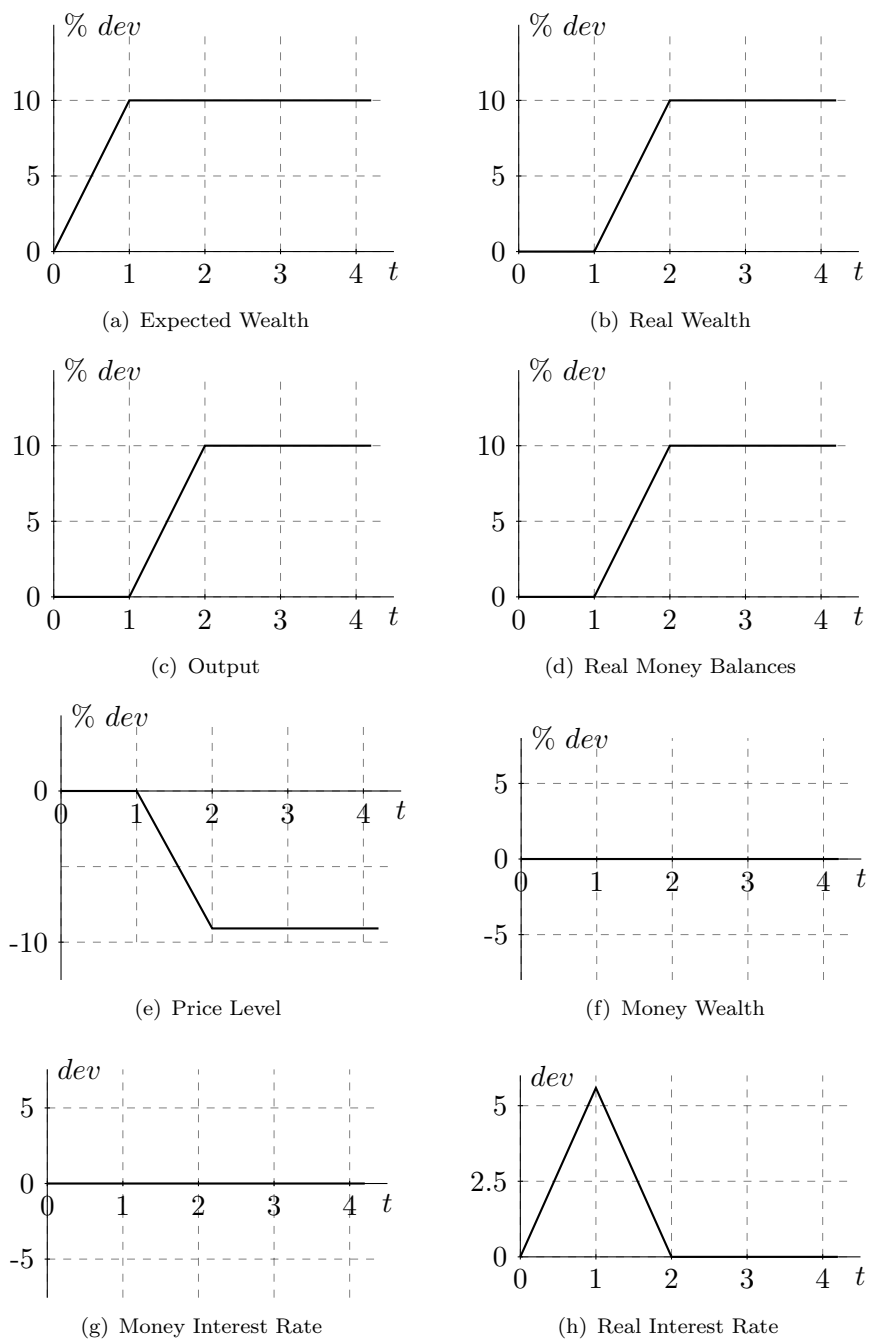 % dev
10
5
0
0 1 2 3 4 t
(a) Expected Wealth
% dev
10
5
0
0 1 2 3 4 t
(b) Real Wealth
% dev
10
5
0
0 1 2 3 4 t
(c) Output
% dev
10
5
0
0 1 2 3 4 t
(d) Real Money Balances
% dev
0
0 1 2 3 4 t
-10
(e) Price Level
% dev
5
0
0 1 2 3 4 t
-5
(f) Money Wealth
dev
5
0
0 1 2 3 4 t
-5
(g) Money Interest Rate
dev
5
2.5
0
0 1 2 3 4 t
(h) Real Interest Rate